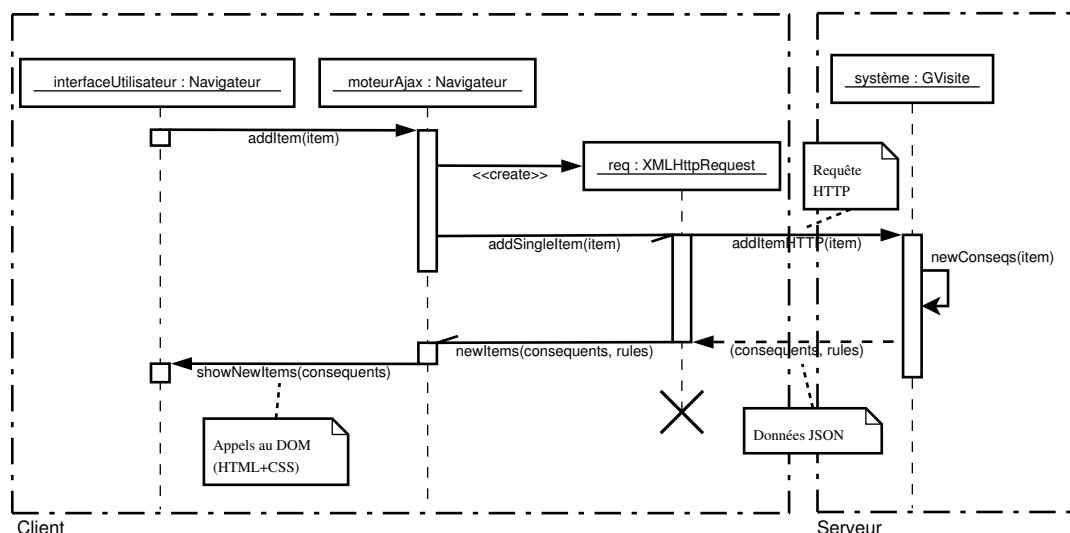 interfaceUtilisateur : Navigateur
moteurAjax : Navigateur
système : GVisite
addItem(item)
<<create>>
req : XMLHttpRequest
Requête
HTTP
addSingleItem(item)
addItemHTTP(item)
newConseqs(item)
newItems(consequents, rules)
(consequents, rules)
showNewItems(consequents)
Appels au DOM
(HTML+CSS)
Données JSON
Client
Serveur